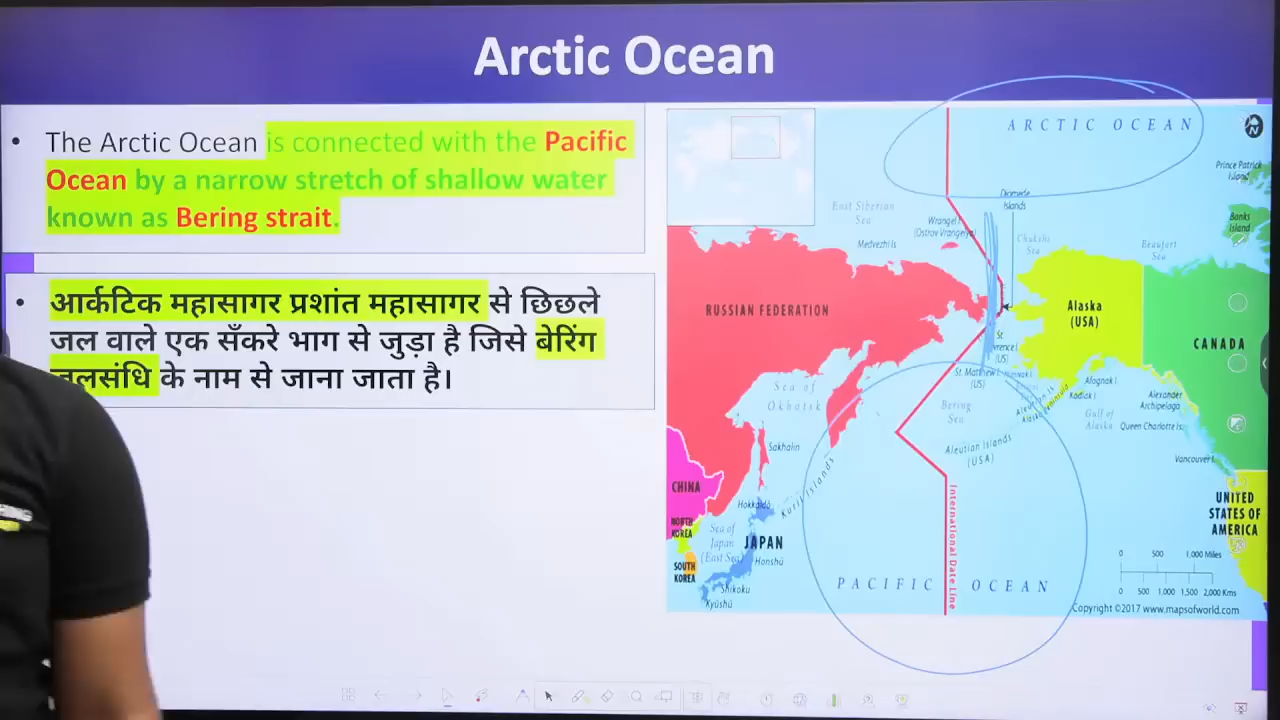 Arctic Ocean
• The Arctic Ocean is connected with the Pacific
Ocean by a narrow stretch of shallow water
known as Bering strait.
• आर्कटिक महासागर प्रशांत महासागर से छिछले
जल वाले एक सँकरे भाग से जुड़ा है जिसे बेरिंग
जलसंधि के नाम से जाना जाता है।
ARCTIC OCEAN
N
Prince Patrick
Island
Diomede
Islands
East Siberian
Sea
Banks
Island
Wrangel I
(Ostrov Vrangelya)
Medvezhi Is
Chukchi
Sea
Beaufort
Sea
RUSSIAN FEDERATION
Alaska
(USA)
CANADA
St.
(US)
St. Matthew I
(US)
Sea of
Okhotsk
Bering
Sea
Aleutian Is
Afognak I
Kodiak I
Alexander
Archipelago
Gulf of
Alaska
Queen Charlotte Is
Aleutian Islands
(USA)
Sakhalin
Vancouver I
Kuril Islands
CHINA
Hokkaido
UNITED
STATES OF
AMERICA
NORTH
KOREA
Sea of
Japan
(East Sea)
JAPAN
Honshū
SOUTH
KOREA
Shikoku
Kyūshū
International Date Line
PACIFIC OCEAN
0 500 1,000 Miles
0 500 1,000 1,500 2,000 Kms
Copyright ©2017 www.mapsofworld.com